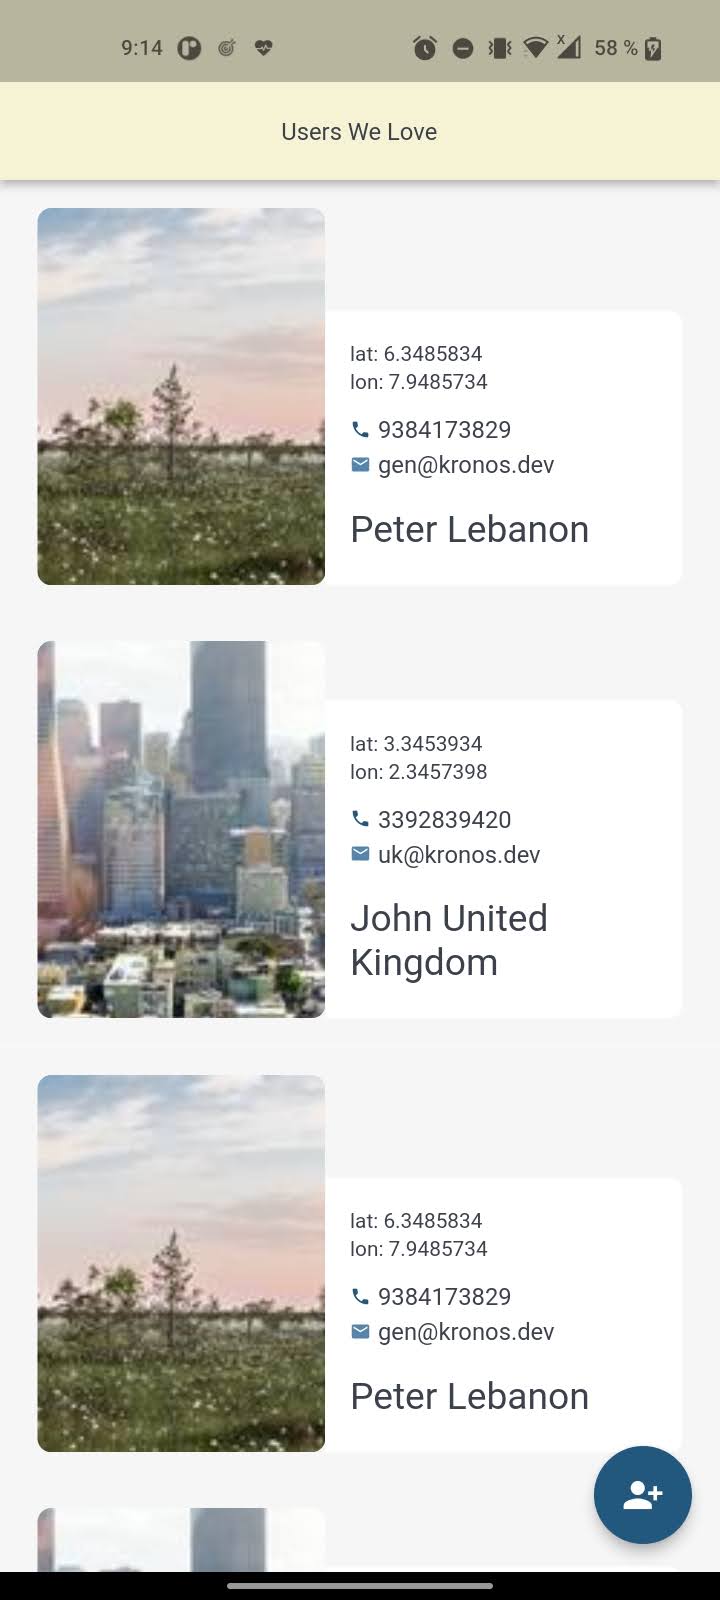 9:14
58 %
Users We Love
lat: 6.3485834
lon: 7.9485734
9384173829
gen@kronos.dev
Peter Lebanon
lat: 3.3453934
lon: 2.3457398
3392839420
uk@kronos.dev
John United
Kingdom
lat: 6.3485834
lon: 7.9485734
9384173829
gen@kronos.dev
Peter Lebanon